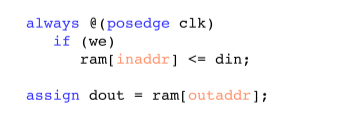 always @(posedge clk)
if (we)
ram[inaddr] <= din;
assign dout = ram[outaddr];